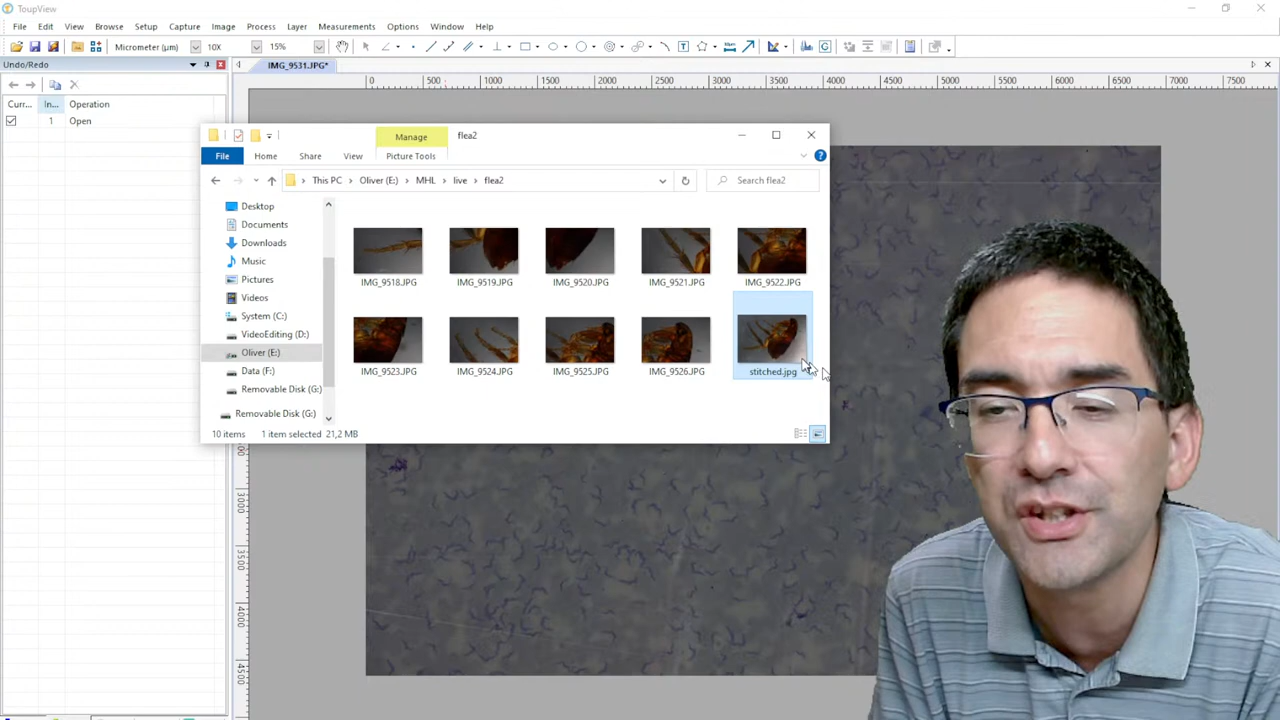 ToupView
File Edit View Browse Setup Capture Image Process Layer Measurements Options Window Help
Micrometer (μm) 10X 15%
Undo/Redo
IMG_9531.JPG*
Curr... In... Operation
1 Open
0 500 1000 1500 2000 2500 3000 3500 4000 4500 5000 5500 6000 6500 7000 7500
Manage flea2
File Home Share View Picture Tools
This PC Oliver (E:) MHL live flea2 Search flea2
Desktop
Documents
Downloads
Music
Pictures
Videos
System (C:)
VideoEditing (D:)
Oliver (E:)
Data (F:)
Removable Disk (G:)
Removable Disk (G:)
IMG_9518.JPG IMG_9519.JPG IMG_9520.JPG IMG_9521.JPG IMG_9522.JPG
IMG_9523.JPG IMG_9524.JPG IMG_9525.JPG IMG_9526.JPG stitched.jpg
10 items 1 item selected 21,2 MB
3000
3500
4000
4500